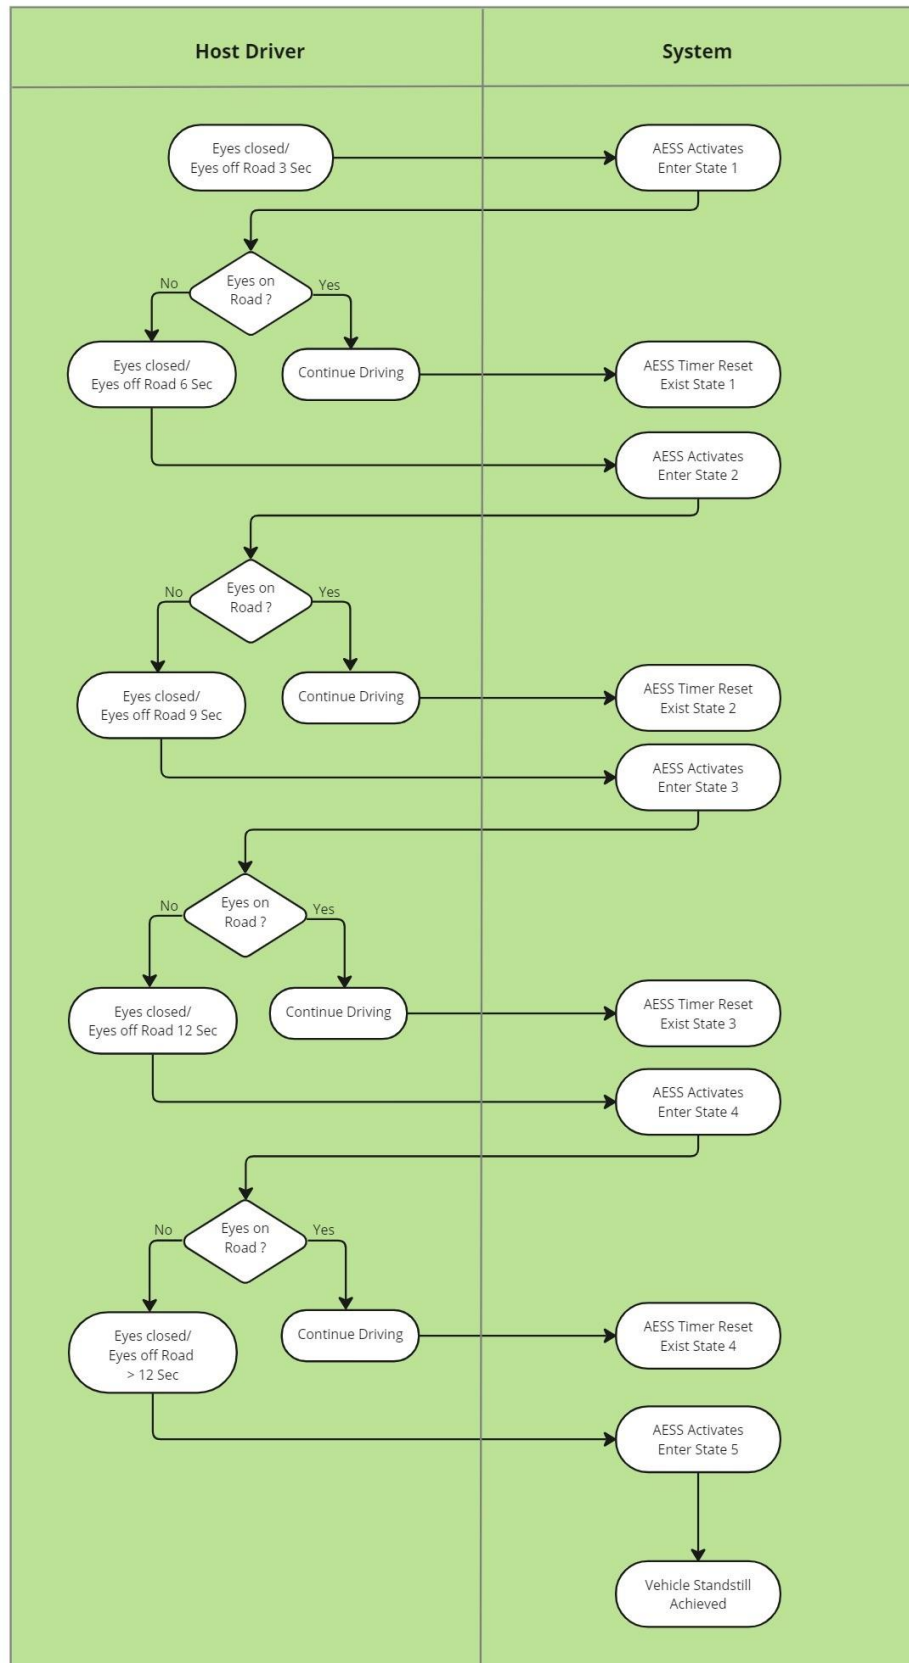 Host Driver
System
Eyes closed/
Eyes off Road 3 Sec
AESS Activates
Enter State 1
Eyes on
Road ?
No
Yes
Eyes closed/
Eyes off Road 6 Sec
Continue Driving
AESS Timer Reset
Exist State 1
AESS Activates
Enter State 2
Eyes on
Road ?
No
Yes
Eyes closed/
Eyes off Road 9 Sec
Continue Driving
AESS Timer Reset
Exist State 2
AESS Activates
Enter State 3
Eyes on
Road ?
No
Yes
Eyes closed/
Eyes off Road 12 Sec
Continue Driving
AESS Timer Reset
Exist State 3
AESS Activates
Enter State 4
Eyes on
Road ?
No
Yes
Eyes closed/
Eyes off Road
> 12 Sec
Continue Driving
AESS Timer Reset
Exist State 4
AESS Activates
Enter State 5
Vehicle Standstill
Achieved